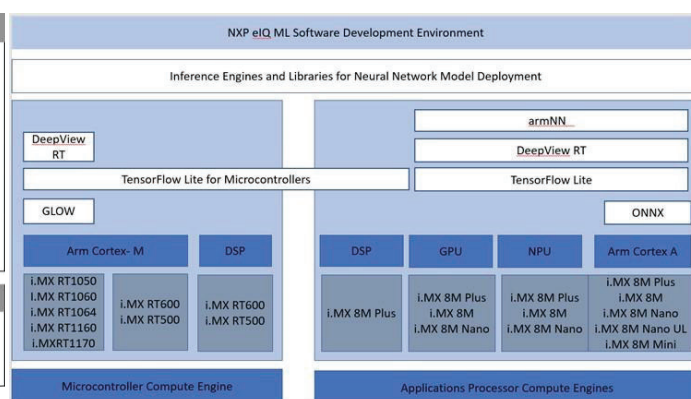 NXP eIQ ML Software Development Environment
Inference Engines and Libraries for Neural Network Model Deployment
DeepView
RT
TensorFlow Lite for Microcontrollers
GLOW
Arm Cortex- M
DSP
i.MX RT1050
i.MX RT1060
i.MX RT1064
i.MX RT1160
i.MXRT1170
i.MX RT600
i.MX RT500
i.MX RT600
i.MX RT500
Microcontroller Compute Engine
armNN
DeepView RT
TensorFlow Lite
ONNX
DSP
GPU
NPU
Arm Cortex A
i.MX 8M Plus
i.MX 8M Plus
i.MX 8M
i.MX 8M Nano
i.MX 8M Plus
i.MX 8M
i.MX 8M Nano
i.MX 8M Plus
i.MX 8M
i.MX 8M Nano
i.MX 8M Nano UL
i.MX 8M Mini
Applications Processor Compute Engines